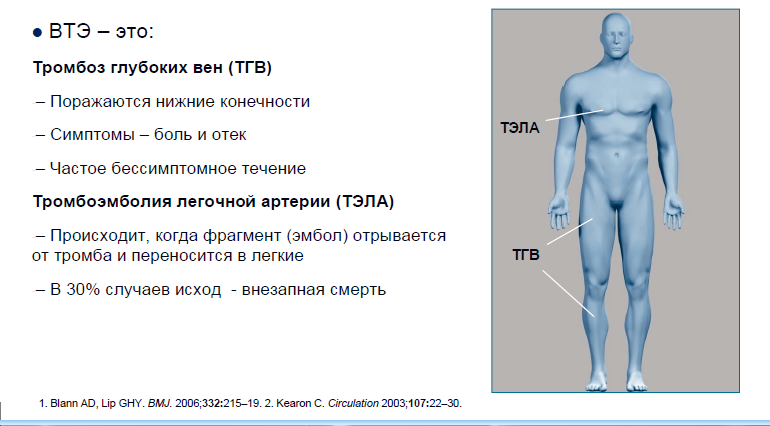 ● ВТЭ – это:
Тромбоз глубоких вен (ТГВ)
– Поражаются нижние конечности
– Симптомы – боль и отек
– Частое бессимптомное течение
Тромбоэмболия легочной артерии (ТЭЛА)
– Происходит, когда фрагмент (эмбол) отрывается
от тромба и переносится в легкие
– В 30% случаев исход - внезапная смерть
ТЭЛА
ТГВ
1. Blann AD, Lip GHY. BMJ. 2006;332:215–19. 2. Kearon C. Circulation 2003;107:22–30.